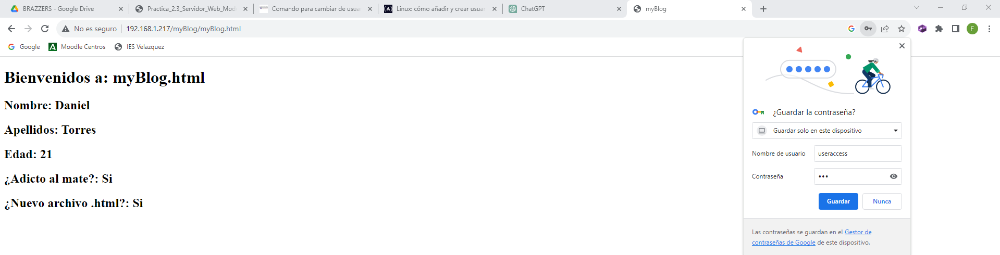 BRAZZERS - Google Drive
Practica_2.3_Servidor_Web_Mod
Comando para cambiar de usua
Linux: cómo añadir y crear usuar
ChatGPT
myBlog
No es seguro
192.168.1.217/myBlog/myBlog.html
F
Google
Moodle Centros
IES Velazquez
Bienvenidos a: myBlog.html
Nombre: Daniel
Apellidos: Torres
Edad: 21
¿Adicto al mate?: Si
¿Nuevo archivo .html?: Si
¿Guardar la contraseña?
Guardar solo en este dispositivo
Nombre de usuario
useraccess
Contraseña
•••
Guardar
Nunca
Las contraseñas se guardan en el Gestor de
contraseñas de Google de este dispositivo.